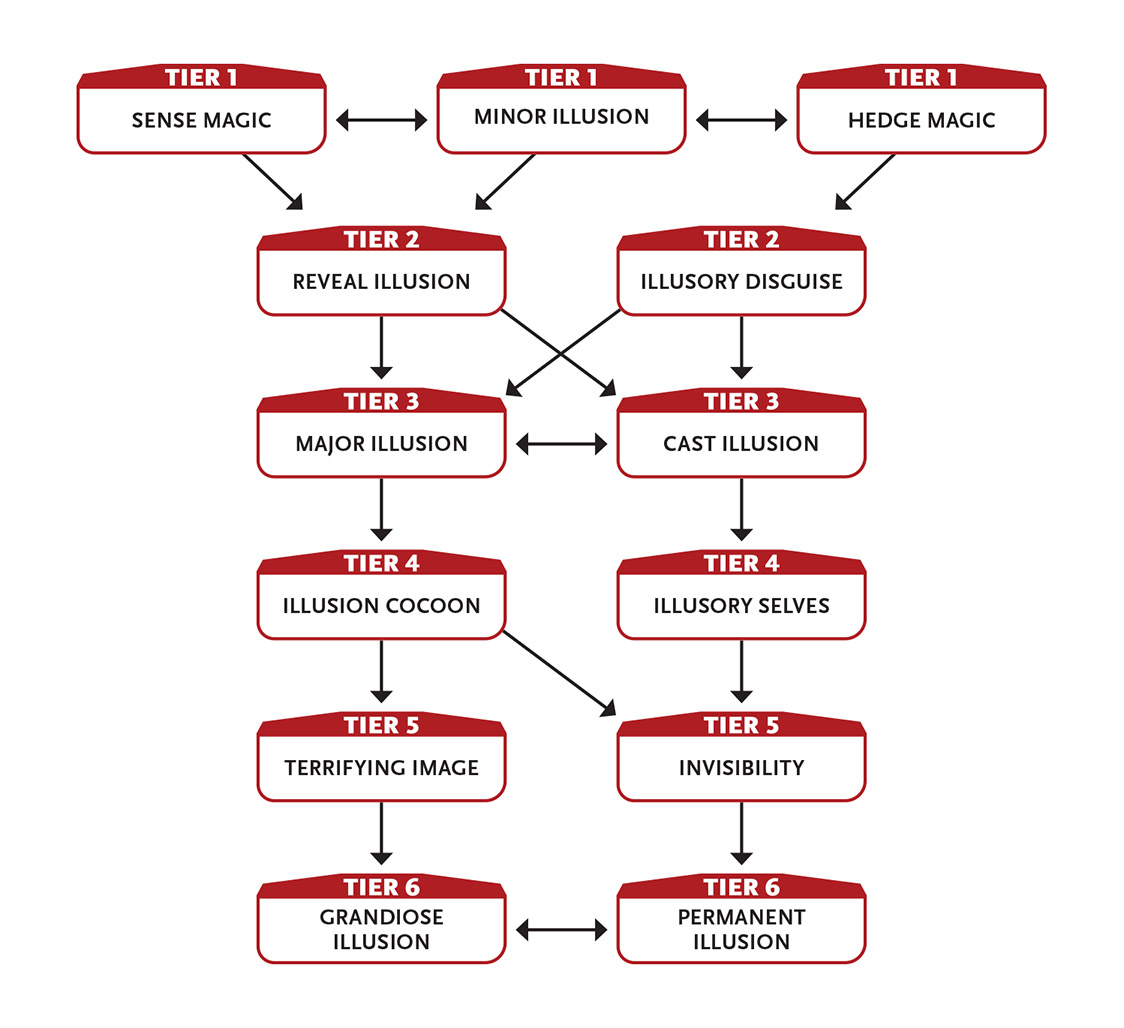 TIER 1
SENSE MAGIC
TIER 1
MINOR ILLUSION
TIER 1
HEDGE MAGIC
TIER 2
REVEAL ILLUSION
TIER 2
ILLUSORY DISGUISE
TIER 3
MAJOR ILLUSION
TIER 3
CAST ILLUSION
TIER 4
ILLUSION COCOON
TIER 4
ILLUSORY SELVES
TIER 5
TERRIFYING IMAGE
TIER 5
INVISIBILITY
TIER 6
GRANDIOSE
ILLUSION
TIER 6
PERMANENT
ILLUSION